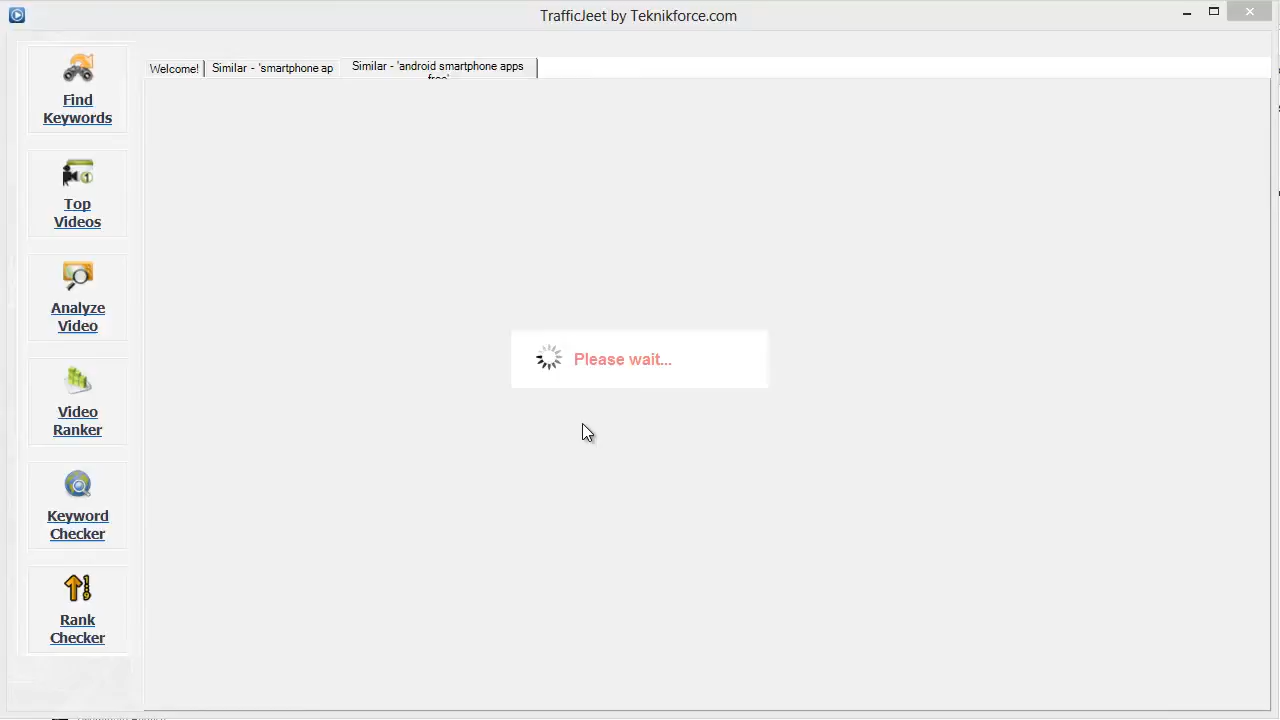 TrafficJeet by Teknikforce.com
Find
Keywords
Top
Videos
Analyze
Video
Video
Ranker
Keyword
Checker
Rank
Checker
Welcome!
Similar - 'smartphone ap
Similar - 'android smartphone apps
free'
Please wait...